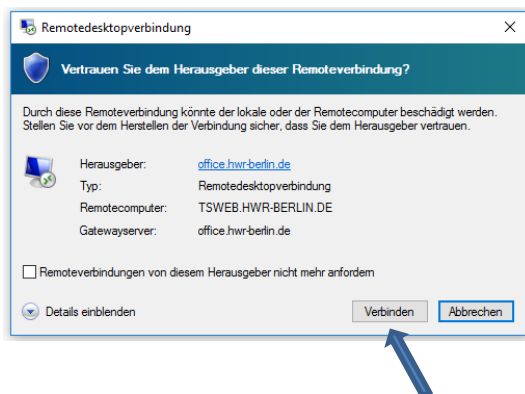 Remotedesktopverbindung
Vertrauen Sie dem Herausgeber dieser Remoteverbindung?
Durch diese Remoteverbindung könnte der lokale oder der Remotecomputer beschädigt werden.
Stellen Sie vor dem Herstellen der Verbindung sicher, dass Sie dem Herausgeber vertrauen.
Herausgeber: office.hwr-berlin.de
Typ: Remotedesktopverbindung
Remotecomputer: TSWEB.HWR-BERLIN.DE
Gatewayserver: office.hwr-berlin.de
Remoteverbindungen von diesem Herausgeber nicht mehr anfordern
Details einblenden Verbinden Abbrechen